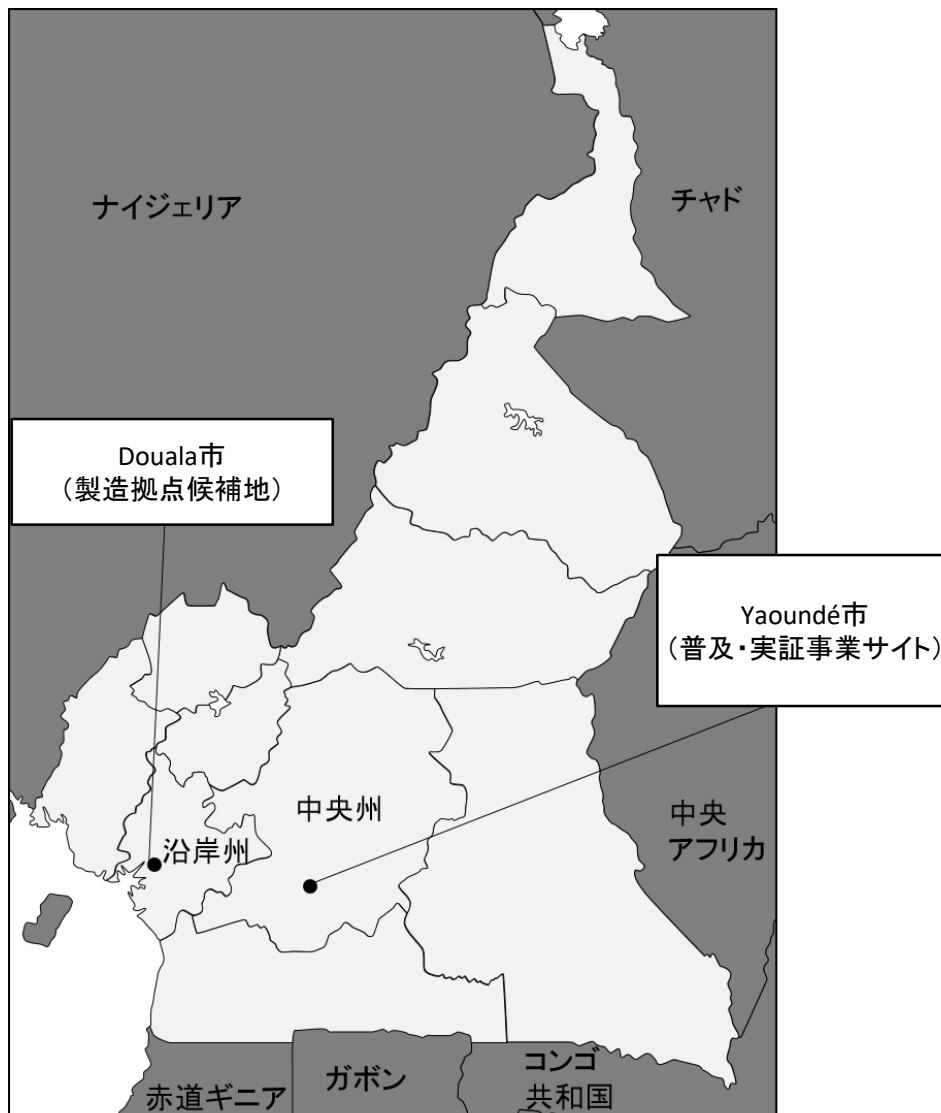 ナイジェリア
チャド
Douala市
（製造拠点候補地）
Yaoundé市
（普及・実証事業サイト）
中央州
沿岸州
中央
アフリカ
赤道ギニア
ガボン
コンゴ
共和国